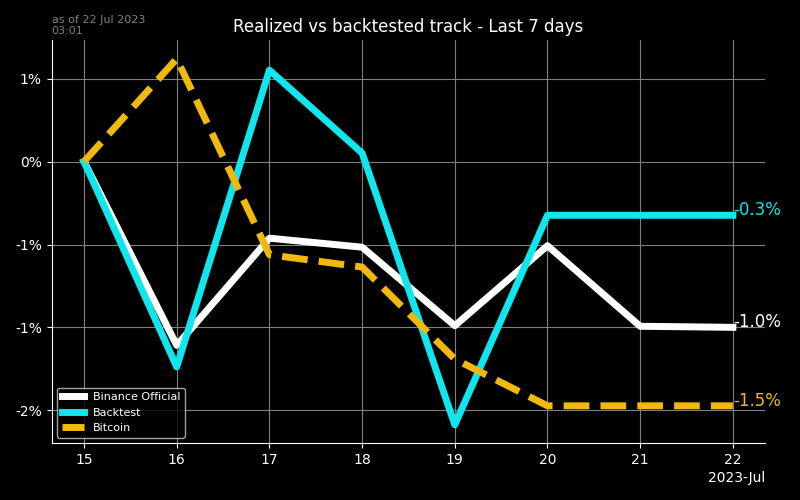 as of 22 Jul 2023
03:01
Realized vs backtested track - Last 7 days
1%
0%
-1%
-1%
-2%
-0.3%
-1.0%
-1.5%
Binance Official
Backtest
Bitcoin
15 16 17 18 19 20 21 22
2023-Jul